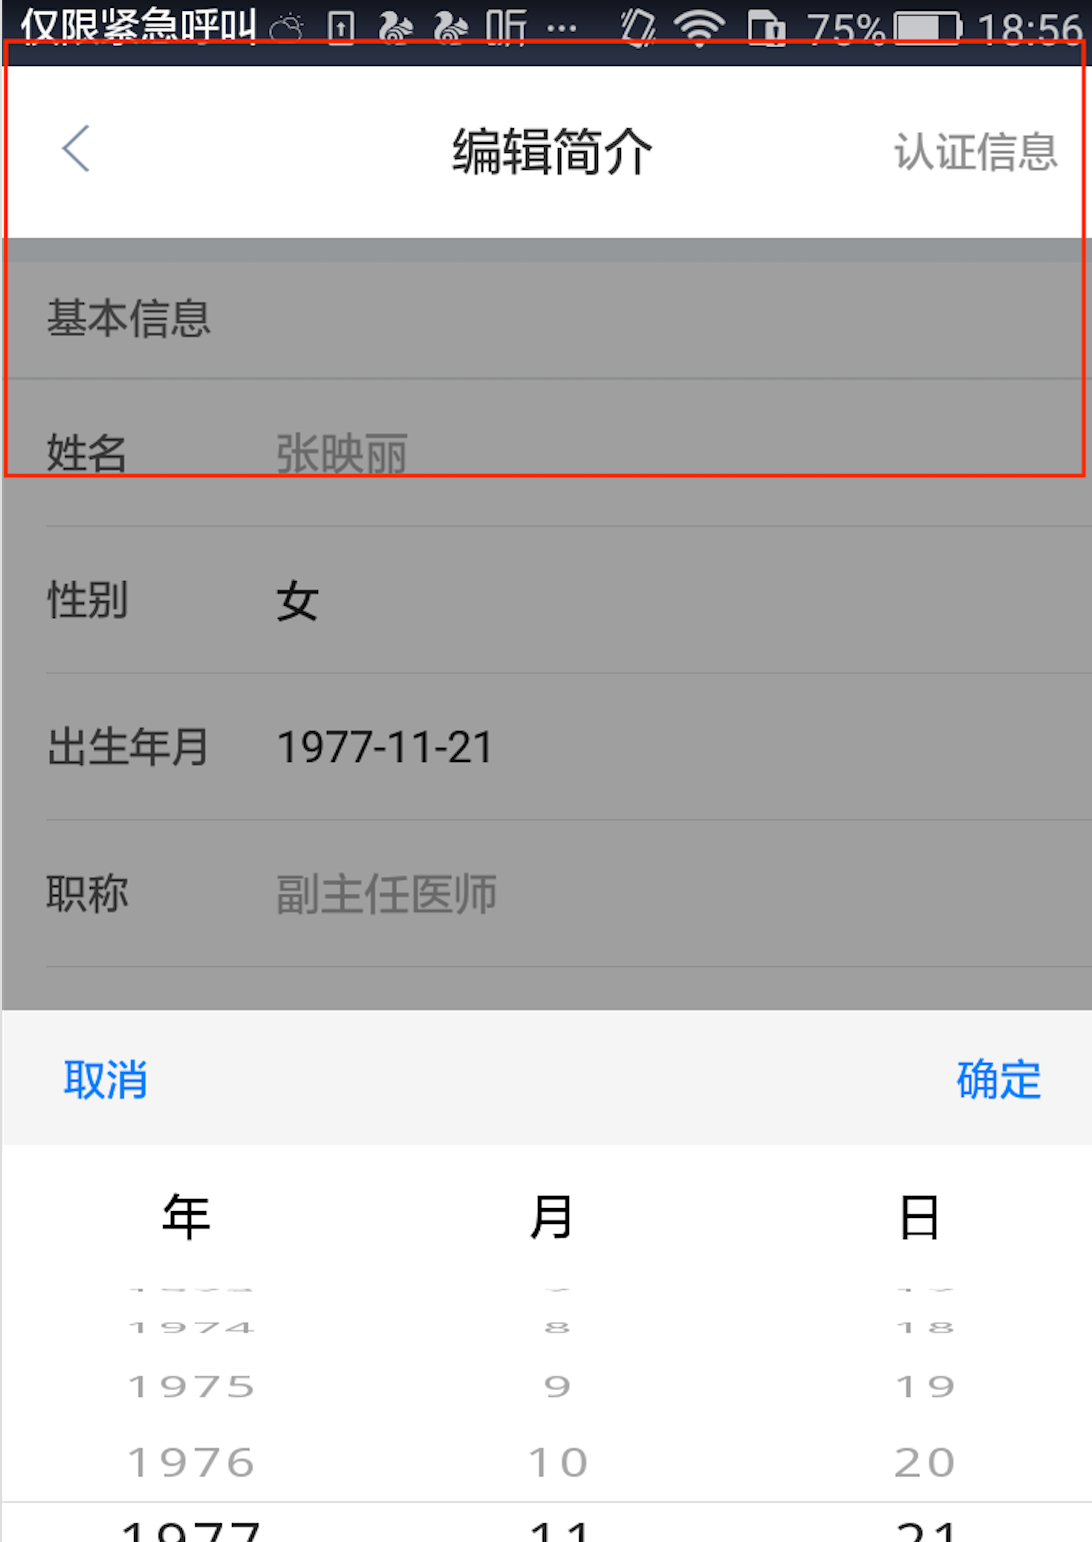 仅限紧急呼叫 听 ... 75% 18:56
编辑简介 认证信息
基本信息
姓名 张映丽
性别 女
出生年月 1977-11-21
职称 副主任医师
取消 确定
年 月 日
1974 8 18
1975 9 19
1976 10 20
1977 11 21